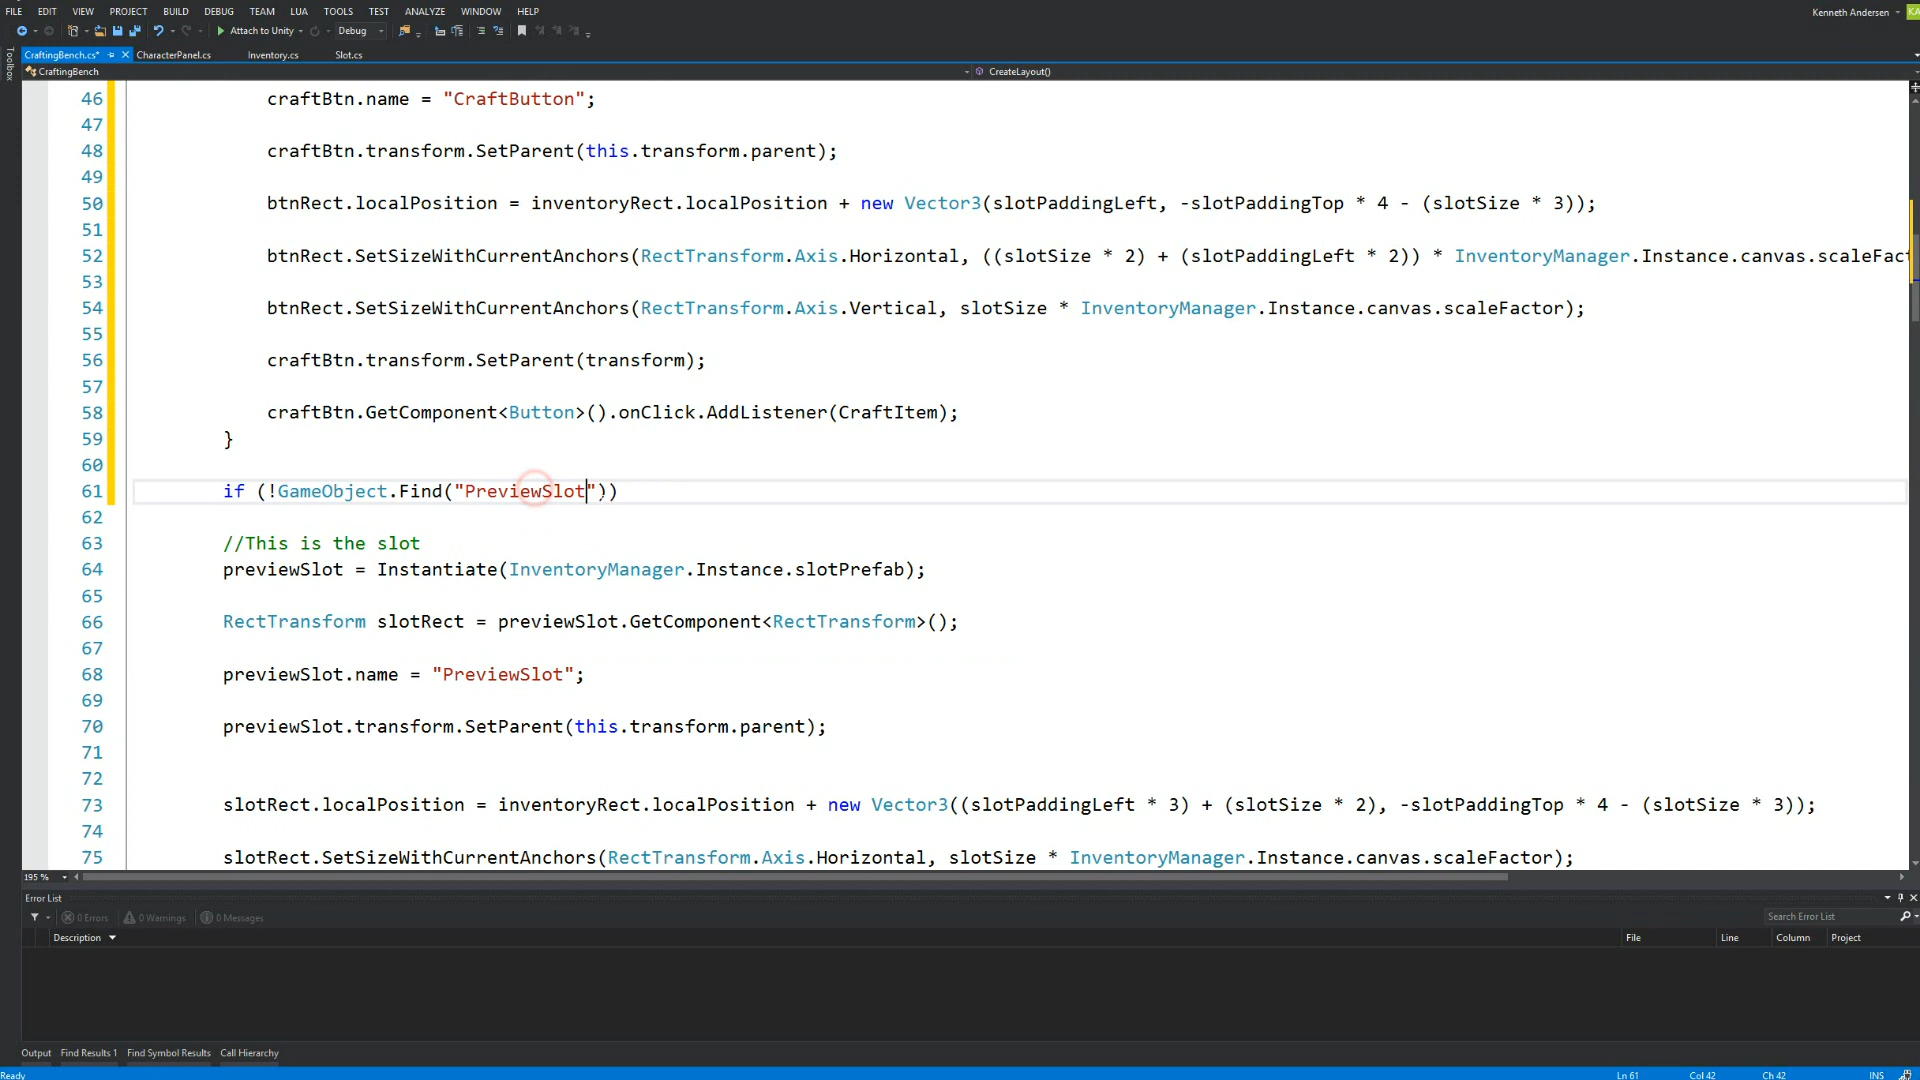 FILE EDIT VIEW PROJECT BUILD DEBUG TEAM LUA TOOLS TEST ANALYZE WINDOW HELP
Kenneth Andersen
Attach to Unity Debug
CraftingBench.cs* CharacterPanel.cs Inventory.cs Slot.cs
CraftingBench CreateLayout()
46 craftBtn.name = "CraftButton";
47
48 craftBtn.transform.SetParent(this.transform.parent);
49
50 btnRect.localPosition = inventoryRect.localPosition + new Vector3(slotPaddingLeft, -slotPaddingTop * 4 - (slotSize * 3));
51
52 btnRect.SetSizeWithCurrentAnchors(RectTransform.Axis.Horizontal, ((slotSize * 2) + (slotPaddingLeft * 2)) * InventoryManager.Instance.canvas.scaleFact
53
54 btnRect.SetSizeWithCurrentAnchors(RectTransform.Axis.Vertical, slotSize * InventoryManager.Instance.canvas.scaleFactor);
55
56 craftBtn.transform.SetParent(transform);
57
58 craftBtn.GetComponent<Button>().onClick.AddListener(CraftItem);
59 }
60
61 if (!GameObject.Find("PreviewSlot"))
62
63 //This is the slot
64 previewSlot = Instantiate(InventoryManager.Instance.slotPrefab);
65
66 RectTransform slotRect = previewSlot.GetComponent<RectTransform>();
67
68 previewSlot.name = "PreviewSlot";
69
70 previewSlot.transform.SetParent(this.transform.parent);
71
72
73 slotRect.localPosition = inventoryRect.localPosition + new Vector3((slotPaddingLeft * 3) + (slotSize * 2), -slotPaddingTop * 4 - (slotSize * 3));
74
75 slotRect.SetSizeWithCurrentAnchors(RectTransform.Axis.Horizontal, slotSize * InventoryManager.Instance.canvas.scaleFactor);
195 %
Toolbox
Error List
0 Errors 0 Warnings 0 Messages Search Error List
Description File Line Column Project
Output Find Results 1 Find Symbol Results Call Hierarchy
Ready Ln 61 Col 42 Ch 42 INS